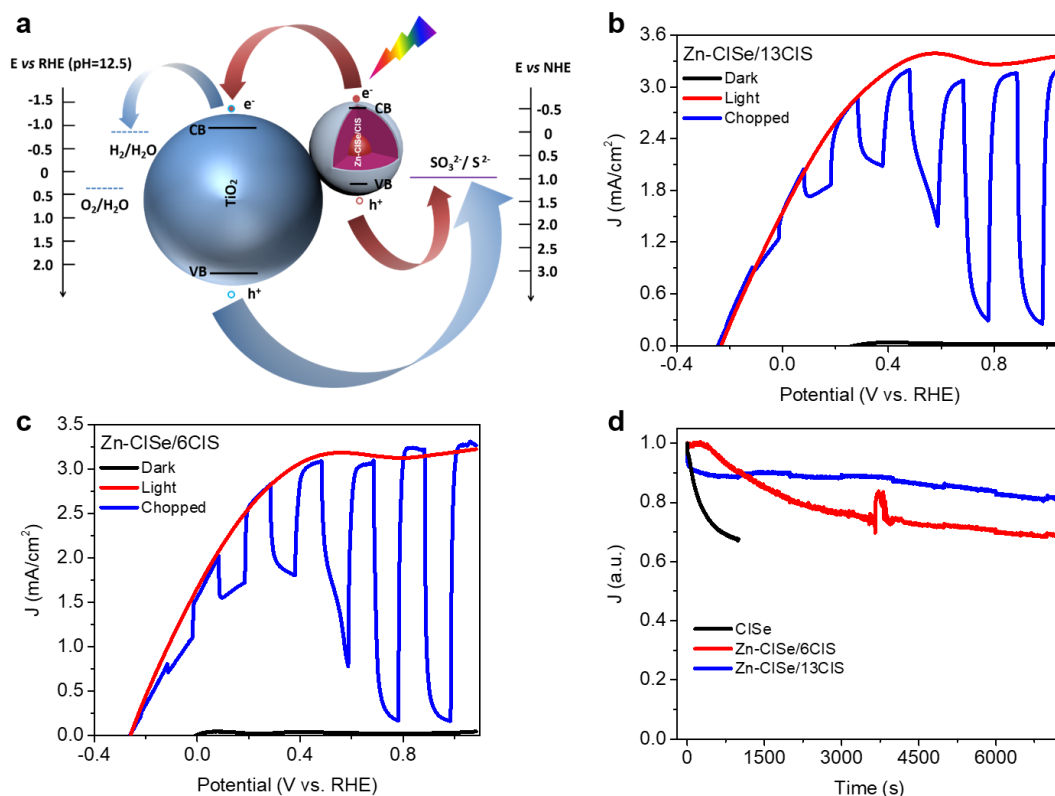 a
E vs RHE (pH=12.5)
-1.5
-1.0
-0.5
0
0.5
1.0
2.0
H₂/H₂O
O₂/H₂O
e⁻
CB
TiO₂
VB
h⁺
e⁻
CB
Zn-CISe/CIS
VB
h⁺
SO₃²⁻/ S²⁻
E vs NHE
-0.5
0
0.5
1.0
1.5
2.0
2.5
3.0
b
Zn-CISe/13CIS
Dark
Light
Chopped
J (mA/cm²)
3.6
3.0
2.4
1.8
1.2
0.6
0.0
-0.4
0.0
0.4
0.8
Potential (V vs. RHE)
c
Zn-CISe/6CIS
Dark
Light
Chopped
J (mA/cm²)
3.5
3.0
2.5
2.0
1.5
1.0
0.5
0.0
-0.4
0.0
0.4
0.8
Potential (V vs. RHE)
d
J (a.u.)
1.0
0.8
0.6
0.4
0.2
0.0
CISe
Zn-CISe/6CIS
Zn-CISe/13CIS
0
1500
3000
4500
6000
Time (s)